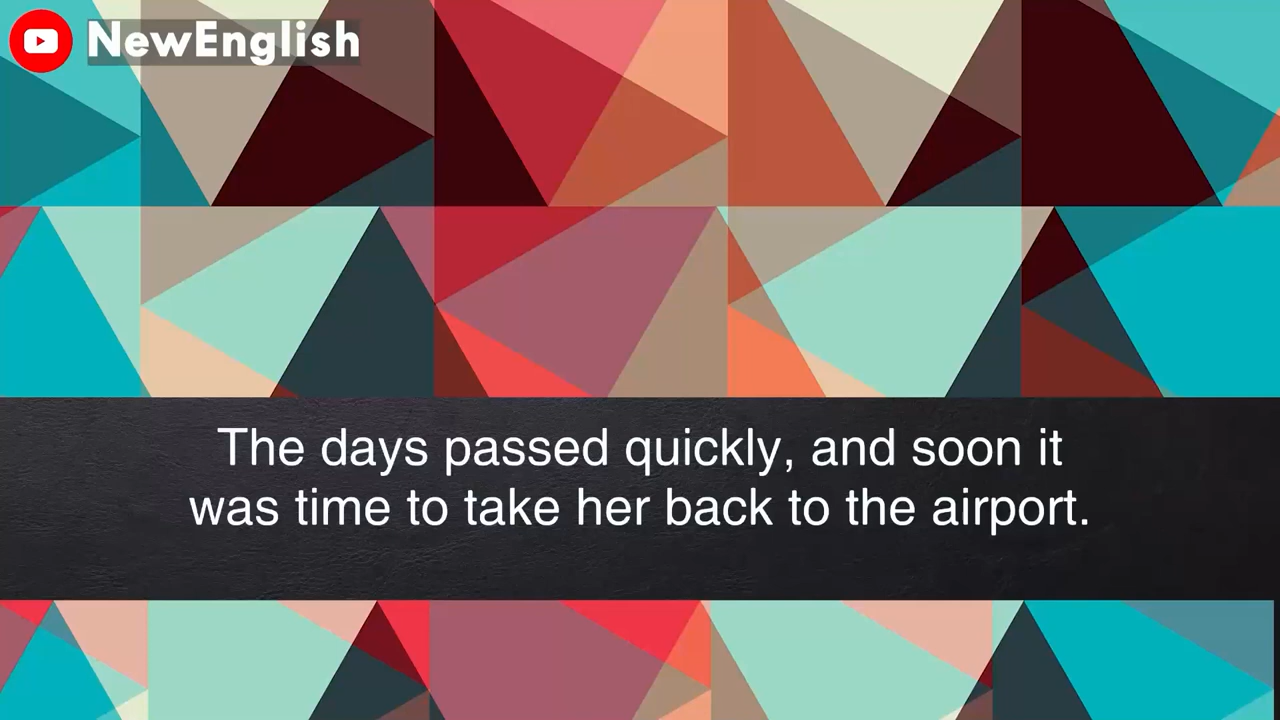 NewEnglish
The days passed quickly, and soon it
was time to take her back to the airport.